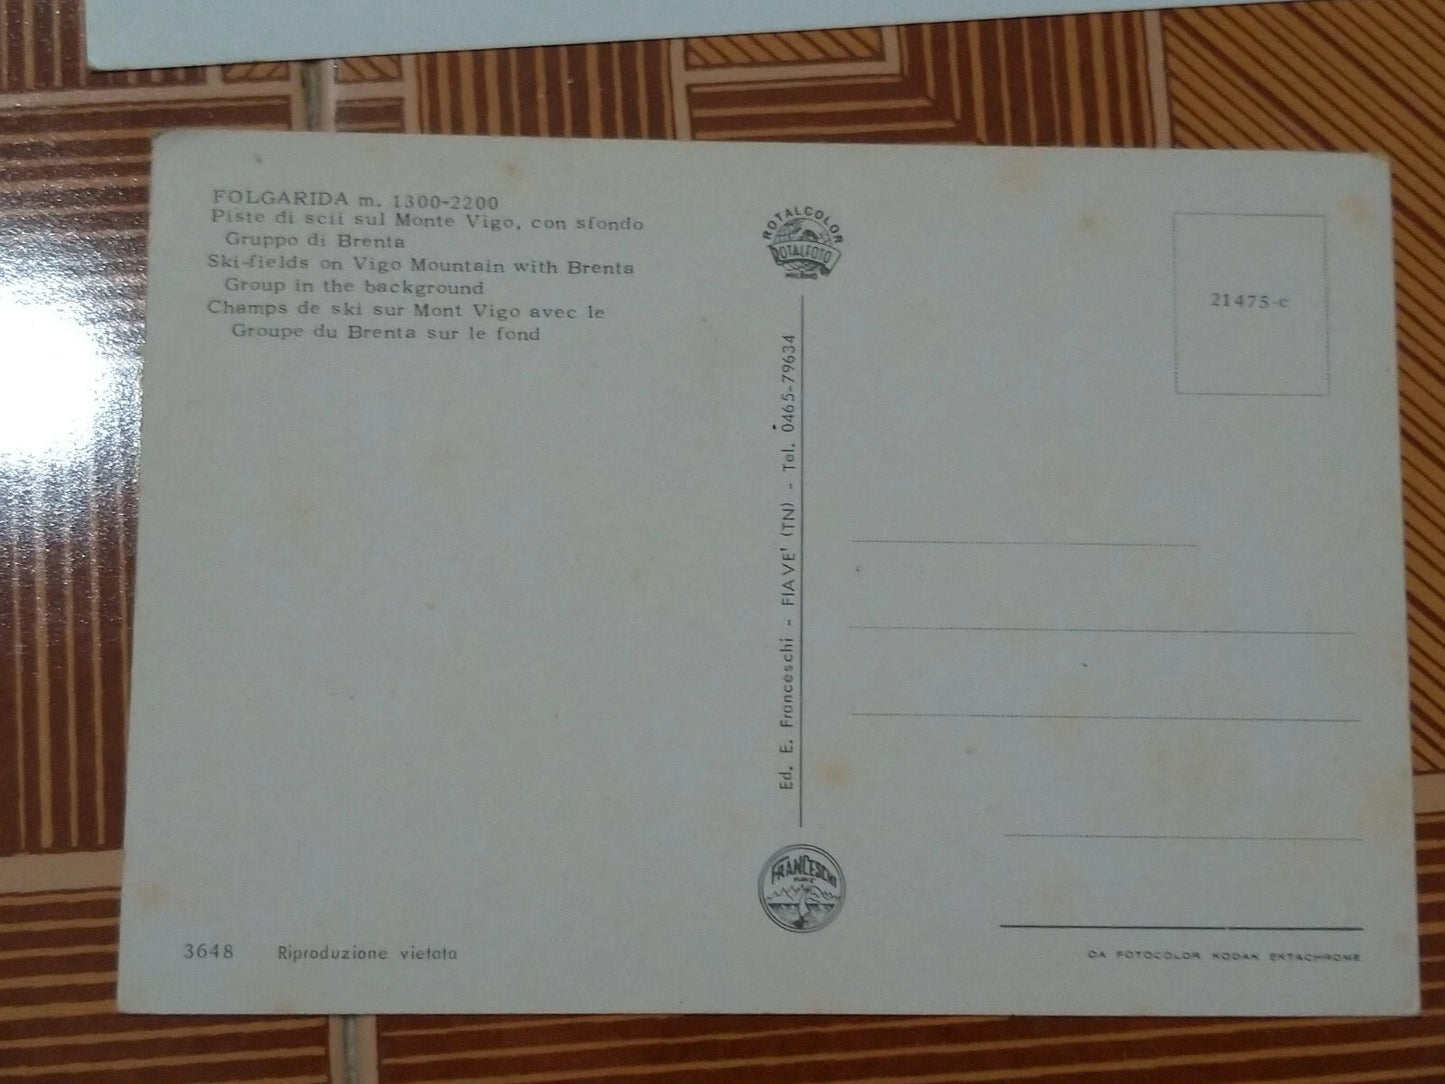 FOLGARIDA m. 1300-2200
Piste di scii sul Monte Vigo, con sfondo
Gruppo di Brenta
Ski-fields on Vigo Mountain with Brenta
Group in the background
Champs de ski sur Mont Vigo avec le
Groupe du Brenta sur le fond
ROTALCOLOR
ROTALFOTO
MILANO
21475-c
Ed. E. Franceschi - FIAVE' (TN) - Tel. 0465-79634
FRANCESCHI
FIAVÈ
3648 Riproduzione vietata
DA FOTOCOLOR KODAK EKTACHROME